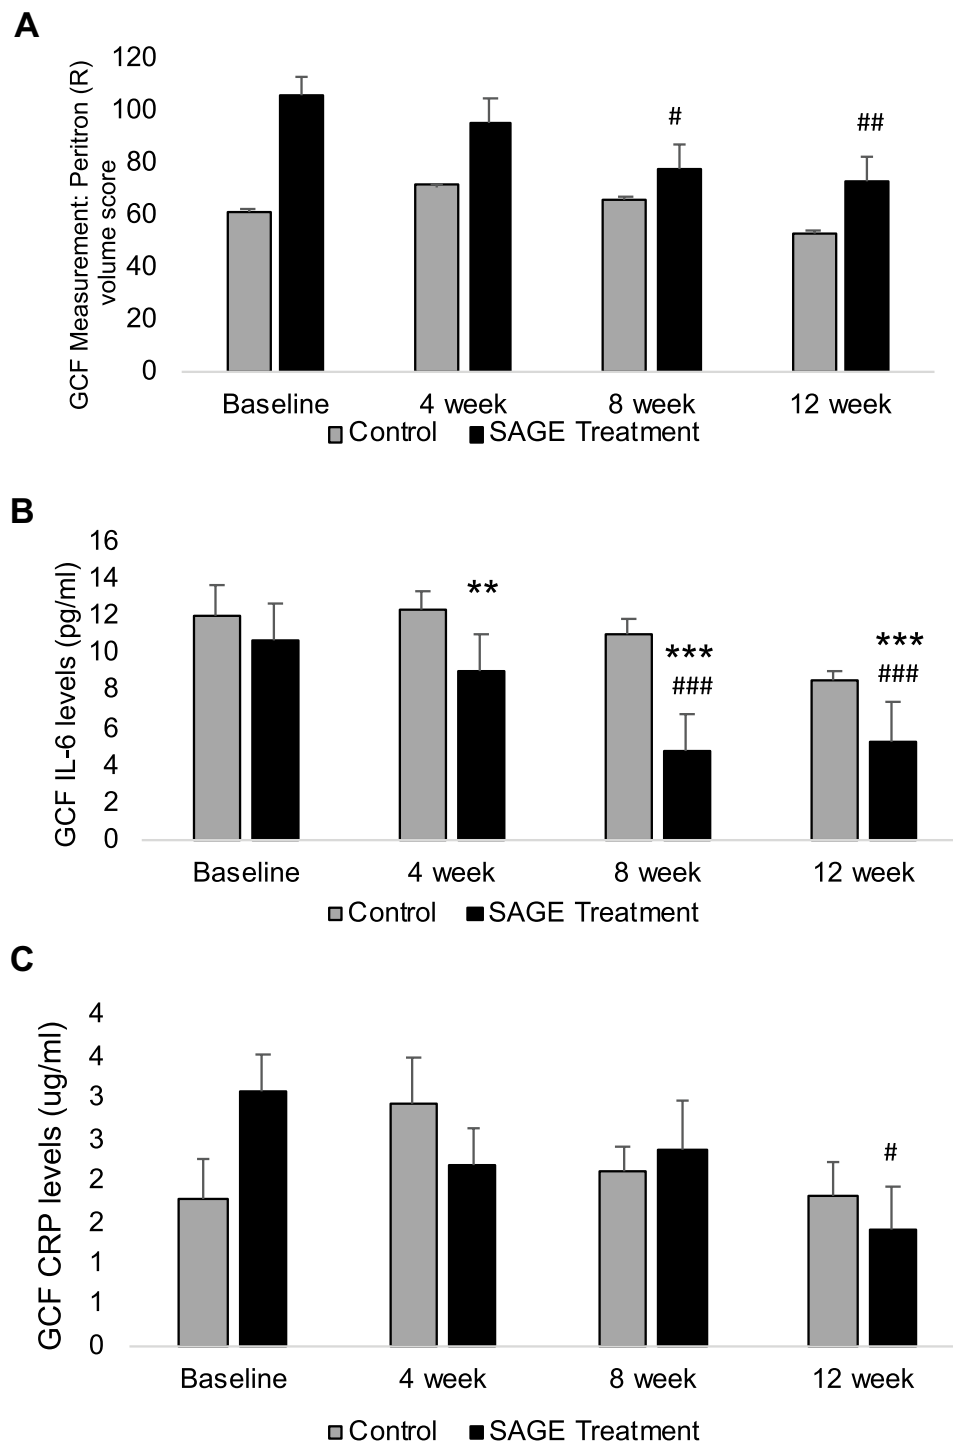 A
GCF Measurement: Peritron (R)
volume score
120
100
80
60
40
20
0
#
##
Baseline
4 week
8 week
12 week
Control
SAGE Treatment
B
GCF IL-6 levels (pg/ml)
16
14
12
10
8
6
4
2
0
**
***
###
***
###
Baseline
4 week
8 week
12 week
Control
SAGE Treatment
C
GCF CRP levels (ug/ml)
4
4
3
3
2
2
1
1
0
#
Baseline
4 week
8 week
12 week
Control
SAGE Treatment